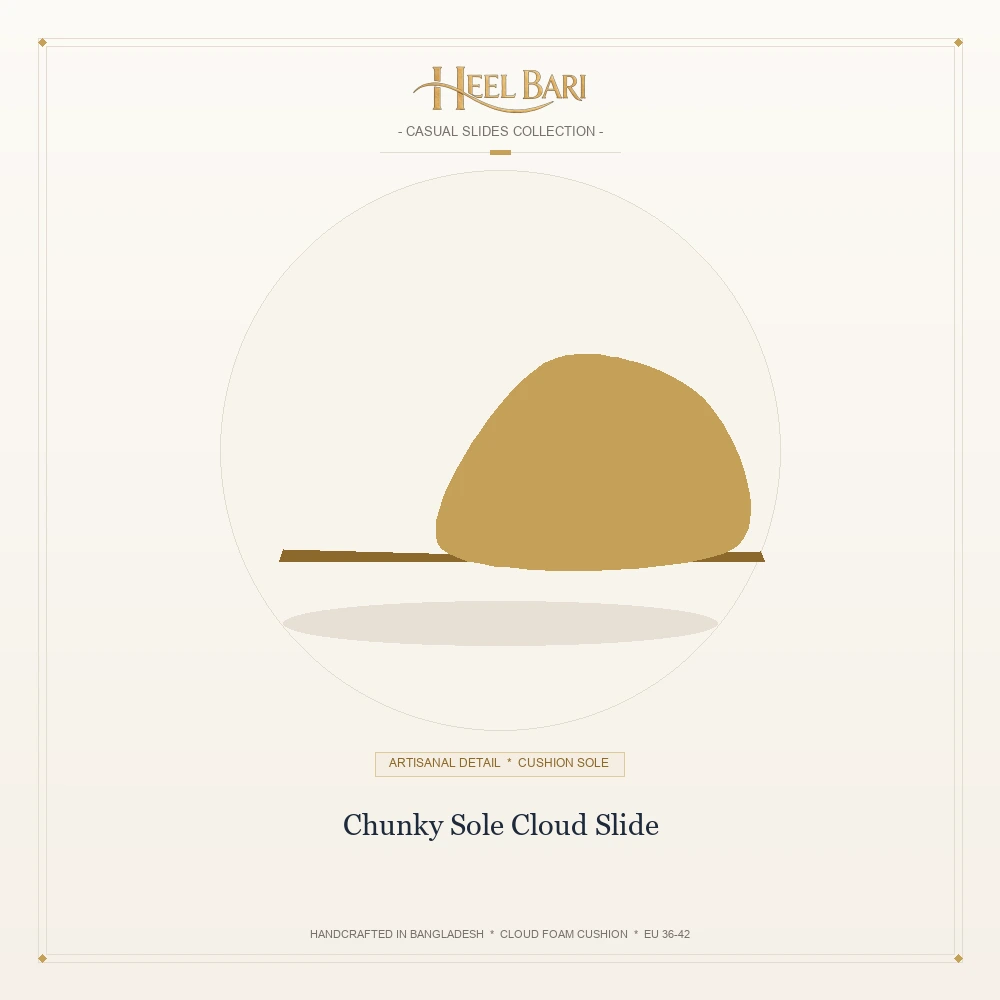 HEEL BARI
- CASUAL SLIDES COLLECTION -
ARTISANAL DETAIL * CUSHION SOLE
Chunky Sole Cloud Slide
HANDCRAFTED IN BANGLADESH * CLOUD FOAM CUSHION * EU 36-42